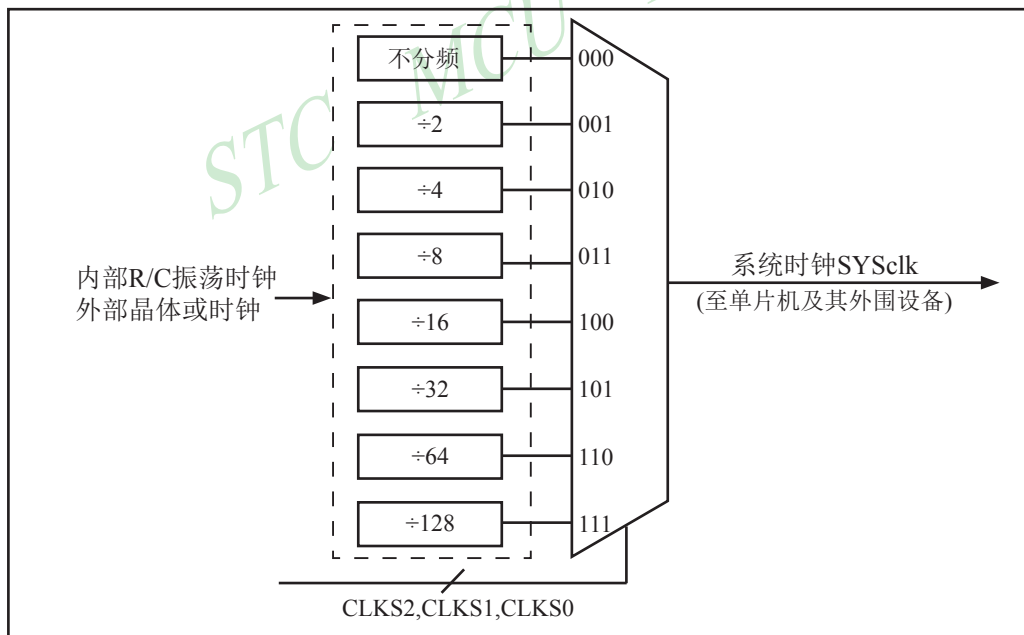 STC MCU
不分频
000
÷2
001
÷4
010
÷8
011
÷16
100
÷32
101
÷64
110
÷128
111
内部R/C振荡时钟
外部晶体或时钟
系统时钟SYSclk
(至单片机及其外围设备)
CLKS2,CLKS1,CLKS0